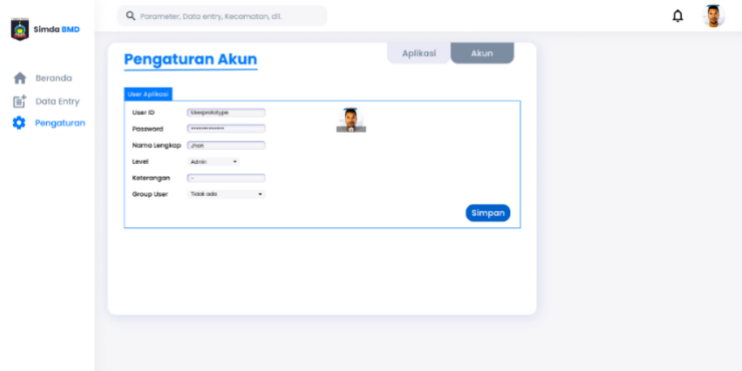 Parameter, Data entry, Kecamatan, dll.
Simda BMD
Beranda
Data Entry
Pengaturan
Pengaturan Akun
Aplikasi
Akun
User Aplikasi
User ID
Userprototype
Password
Nama Lengkap
Jhon
Level
Admin
Keterangan
-
Group User
Tidak ada
Simpan